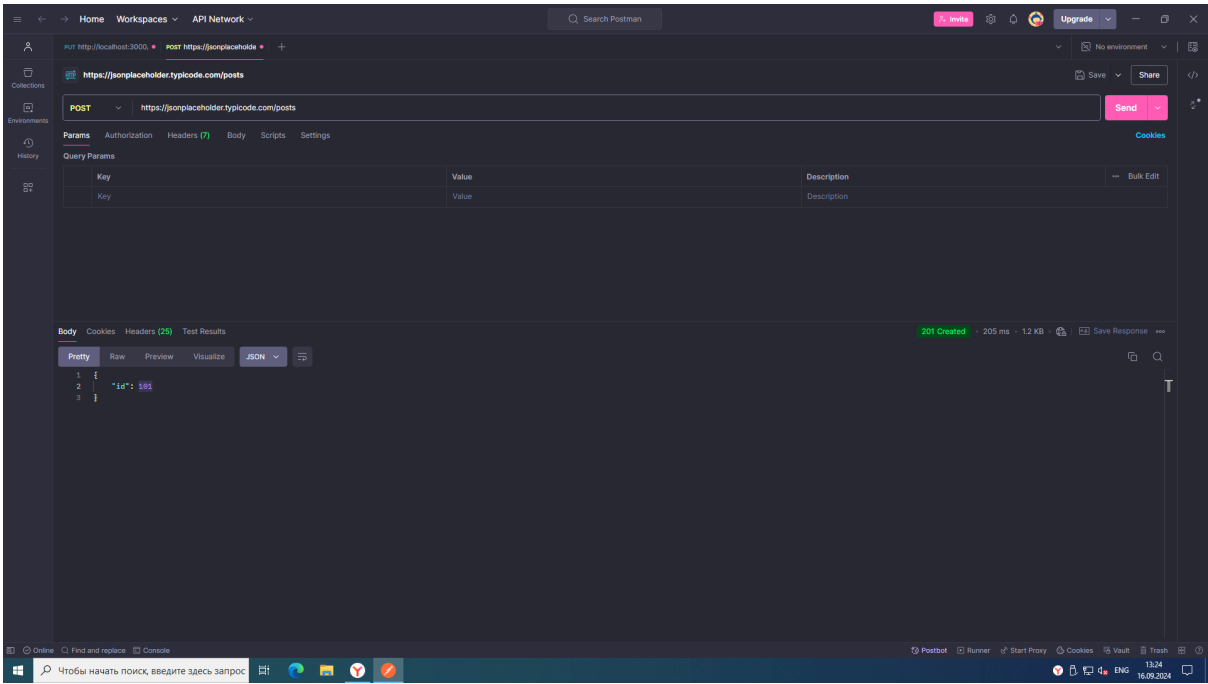 Home Workspaces API Network Search Postman Invite Upgrade
PUT http://localhost:3000, POST https://jsonplaceholde No environment
https://jsonplaceholder.typicode.com/posts Save Share
Collections
POST https://jsonplaceholder.typicode.com/posts Send
Environments
Params Authorization Headers (7) Body Scripts Settings Cookies
History
Query Params
Key Value Description Bulk Edit
Key Value Description
Body Cookies Headers (25) Test Results 201 Created 205 ms 1.2 KB Save Response
Pretty Raw Preview Visualize JSON
1 {
2 "id": 101
3 }
T
Online Find and replace Console Postbot Runner Start Proxy Cookies Vault Trash
Чтобы начать поиск, введите здесь запрос ENG 13:24
16.09.2024